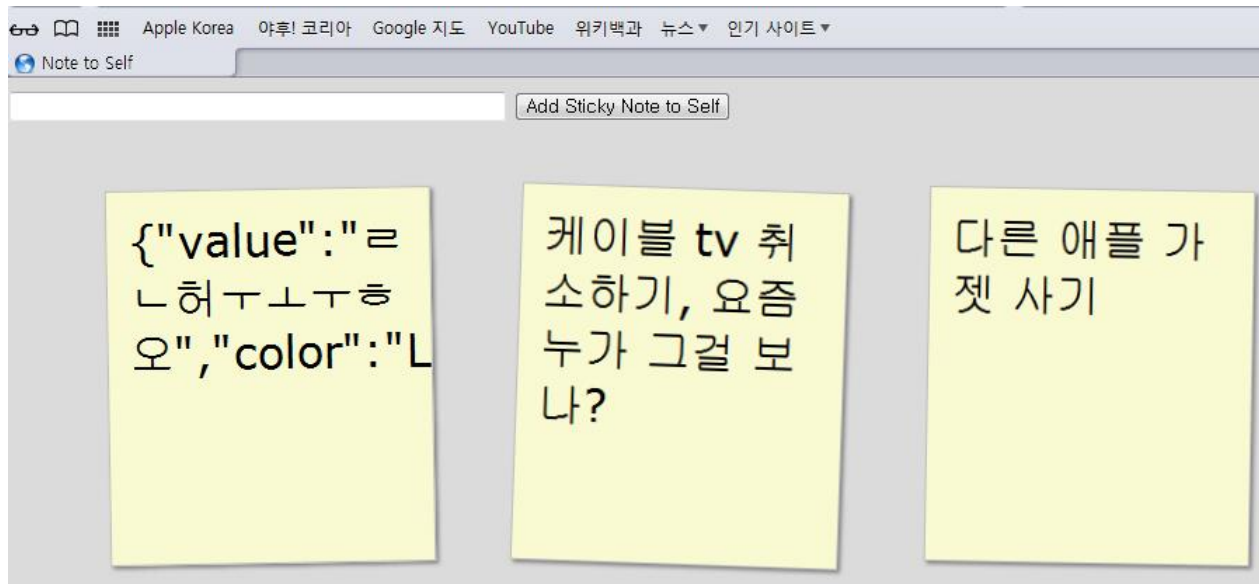 Apple Korea 야후! 코리아 Google 지도 YouTube 위키백과 뉴스▼ 인기 사이트▼
Note to Self
Add Sticky Note to Self
{"value":"ㄹ
ㄴ허ㅜㅗㅜㅎ
오","color":"L
케이블 tv 취
소하기, 요즘
누가 그걸 보
나?
다른 애플 가
젯 사기